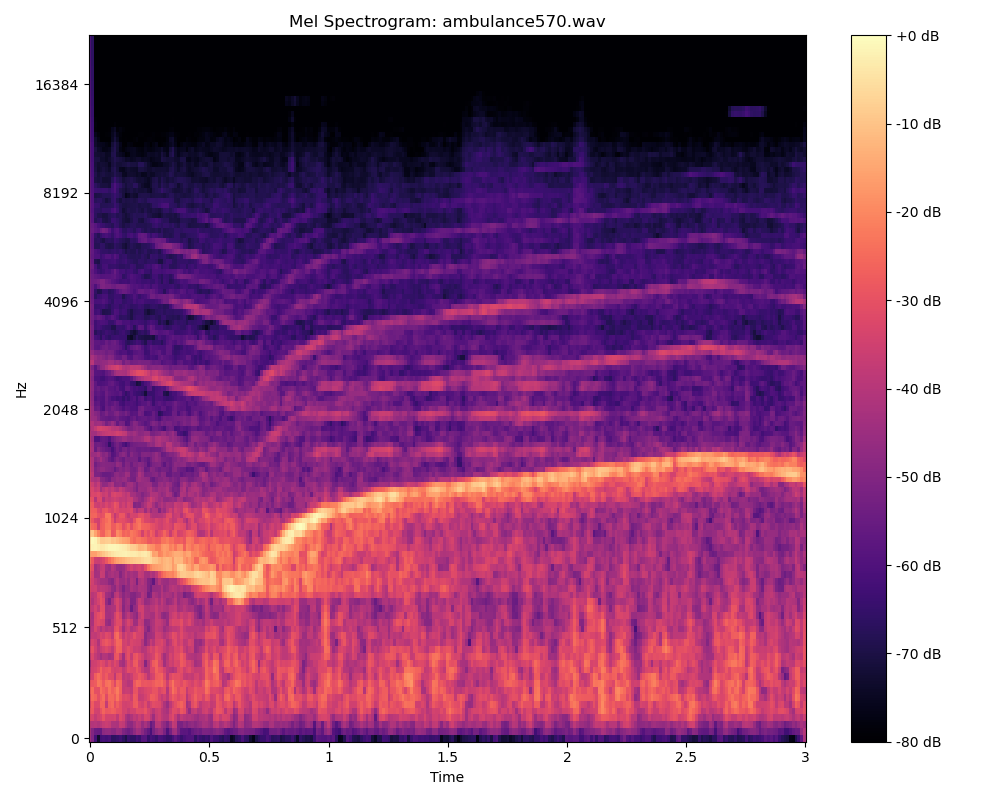 Mel Spectrogram: ambulance570.wav
Hz
16384
8192
4096
2048
1024
512
0
0
0.5
1
1.5
2
2.5
3
Time
+0 dB
-10 dB
-20 dB
-30 dB
-40 dB
-50 dB
-60 dB
-70 dB
-80 dB